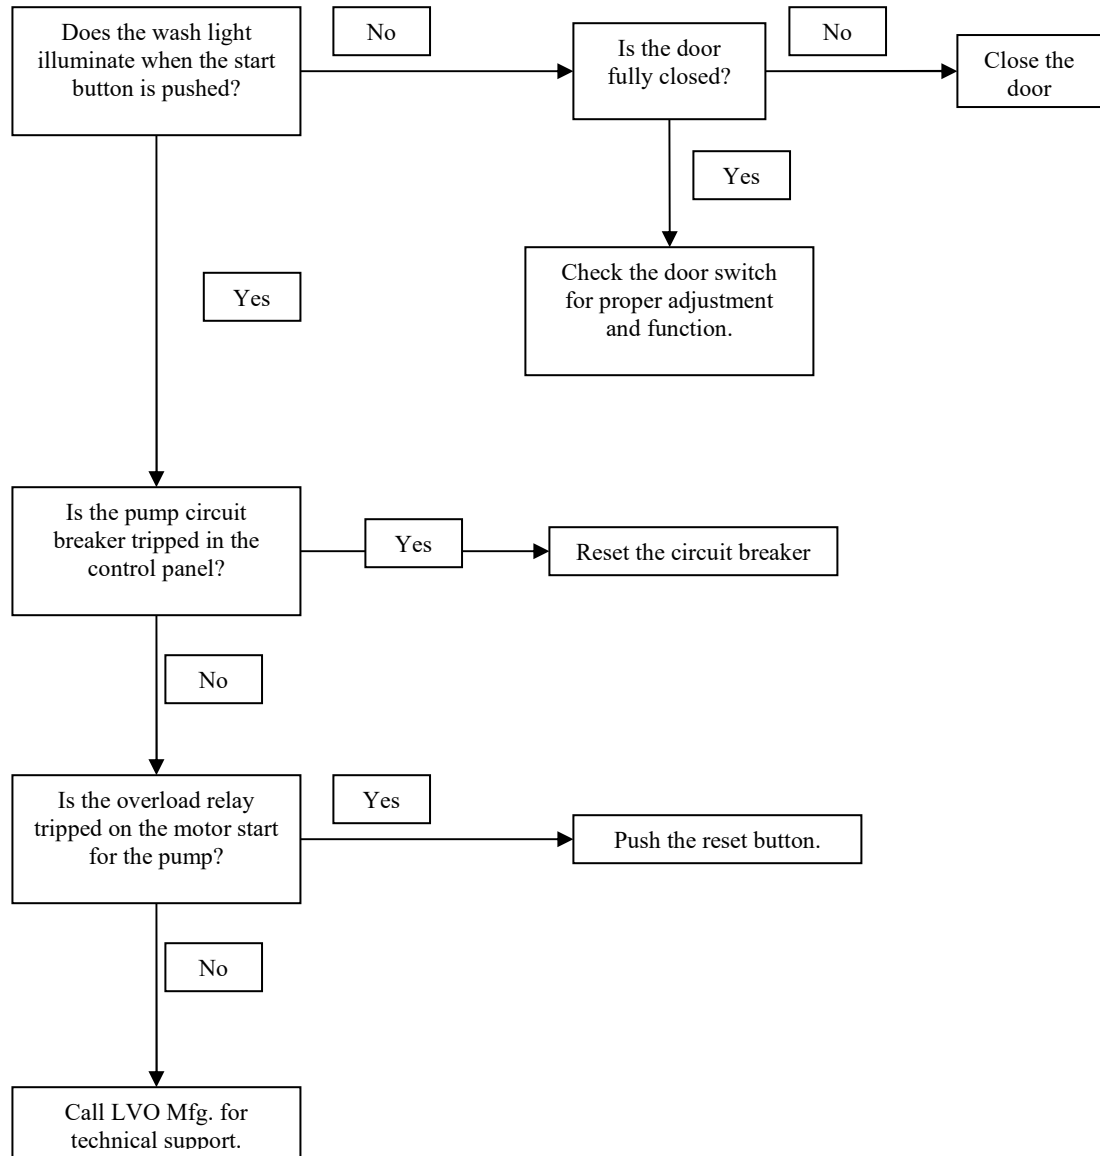 Does the wash light
illuminate when the start
button is pushed?
No
Is the door
fully closed?
No
Close the
door
Yes
Check the door switch
for proper adjustment
and function.
Yes
Is the pump circuit
breaker tripped in the
control panel?
Yes
Reset the circuit breaker
No
Is the overload relay
tripped on the motor start
for the pump?
Yes
Push the reset button.
No
Call LVO Mfg. for
technical support.